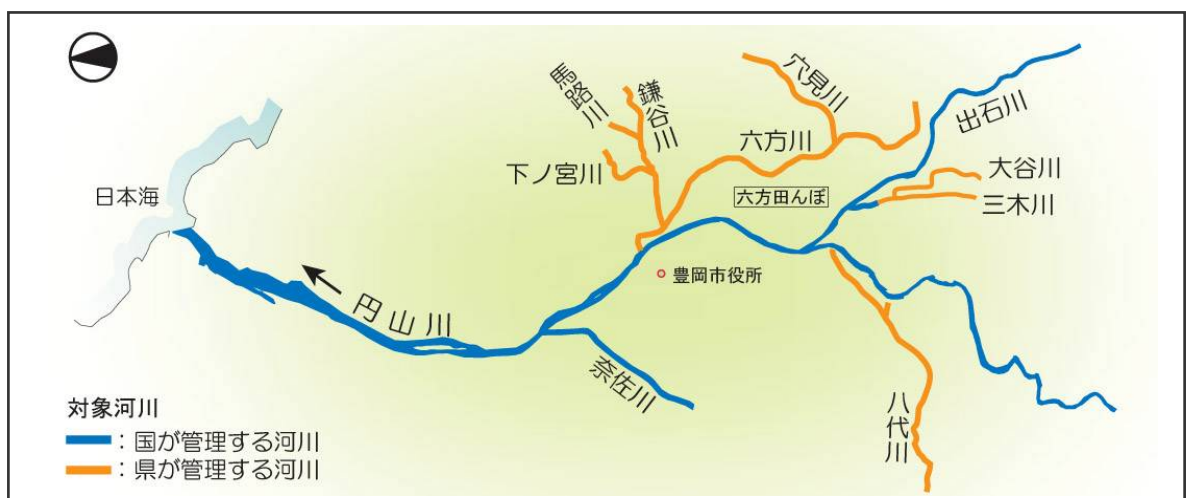 馬路川
鎌谷川
穴見川
出石川
六方川
下ノ宮川
大谷川
日本海
六方田んぼ
三木川
豊岡市役所
円山川
奈佐川
八代川
対象河川
：国が管理する河川
：県が管理する河川